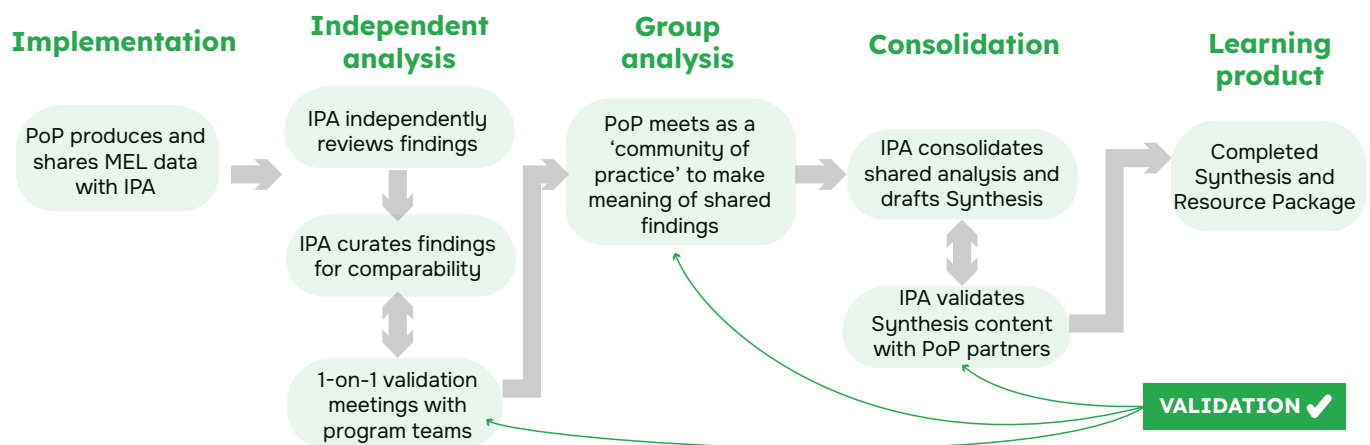 Implementation
PoP produces and
shares MEL data
with IPA
Independent
analysis
IPA independently
reviews findings
IPA curates findings
for comparability
1-on-1 validation
meetings with
program teams
Group
analysis
PoP meets as a
‘community of
practice’ to make
meaning of shared
findings
Consolidation
IPA consolidates
shared analysis and
drafts Synthesis
IPA validates
Synthesis content
with PoP partners
Learning
product
Completed
Synthesis and
Resource Package
VALIDATION